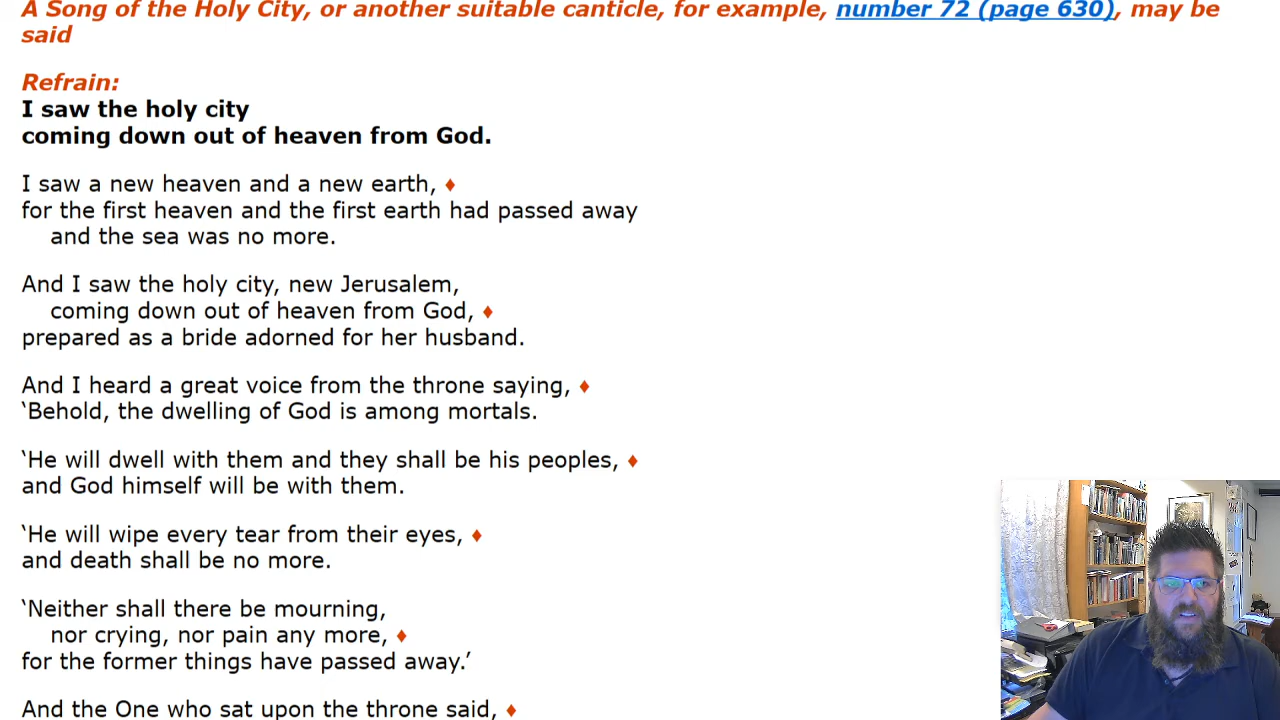 A Song of the Holy City, or another suitable canticle, for example, number 72 (page 630), may be
said
Refrain:
I saw the holy city
coming down out of heaven from God.
I saw a new heaven and a new earth, ♦
for the first heaven and the first earth had passed away
and the sea was no more.
And I saw the holy city, new Jerusalem,
coming down out of heaven from God, ♦
prepared as a bride adorned for her husband.
And I heard a great voice from the throne saying, ♦
‘Behold, the dwelling of God is among mortals.
‘He will dwell with them and they shall be his peoples, ♦
and God himself will be with them.
‘He will wipe every tear from their eyes, ♦
and death shall be no more.
‘Neither shall there be mourning,
nor crying, nor pain any more, ♦
for the former things have passed away.’
And the One who sat upon the throne said, ♦